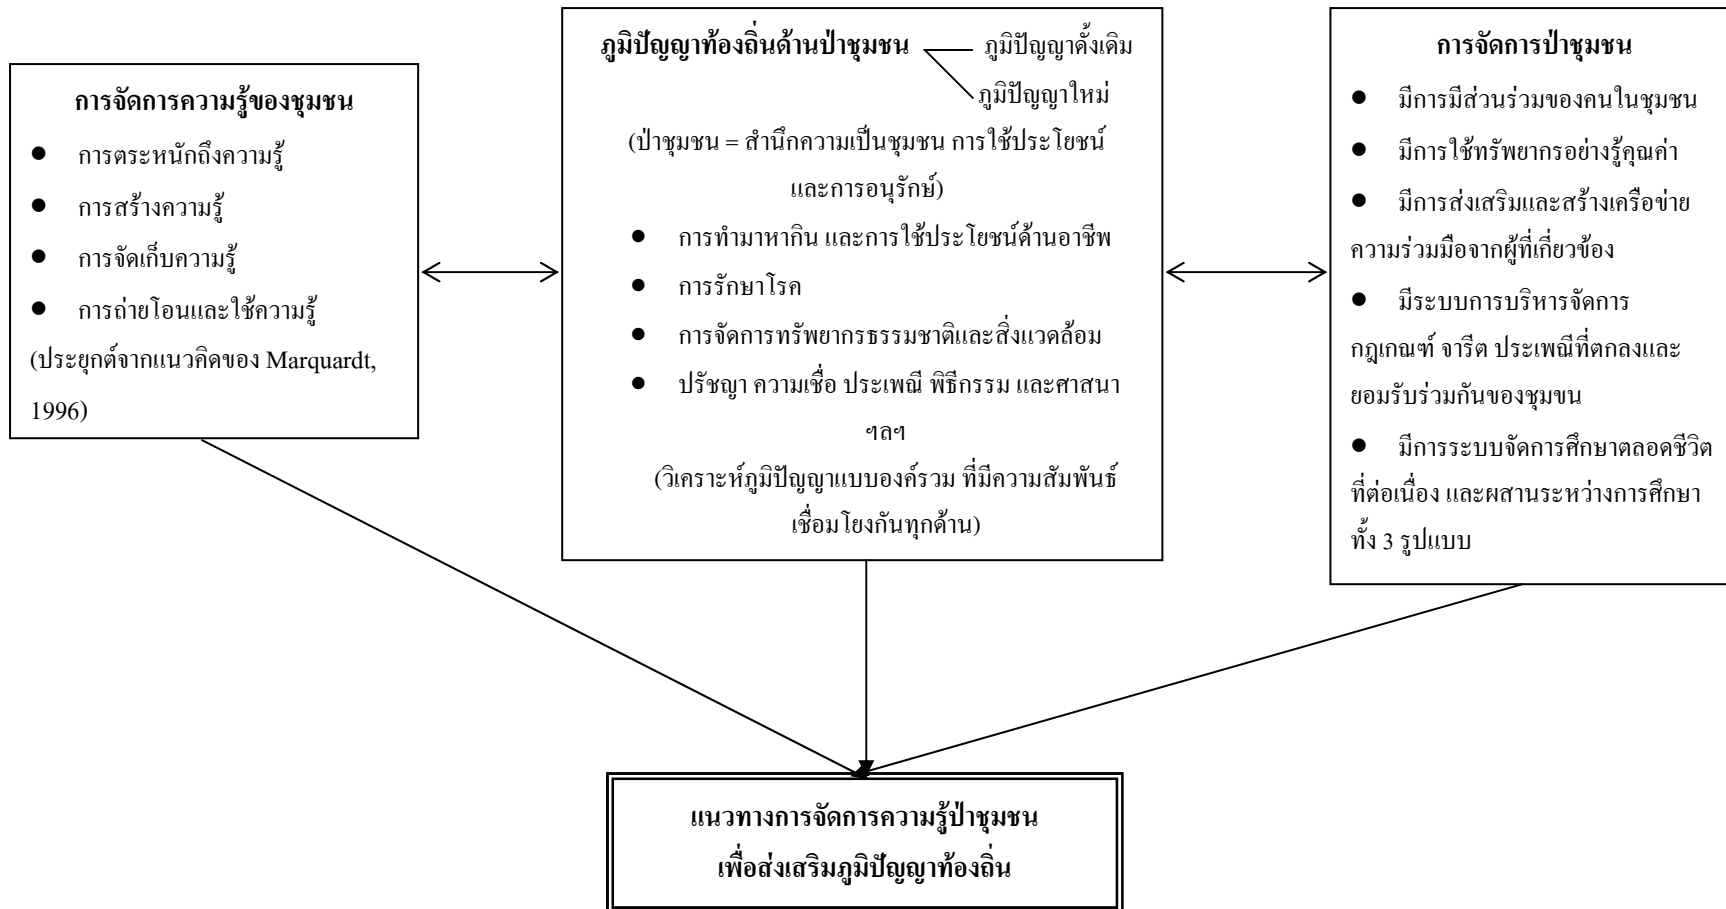 การจัดการความรู้ของชุมชน
● การตระหนักถึงความรู้
● การสร้างความรู้
● การจัดเก็บความรู้
● การถ่ายโอนและใช้ความรู้
(ประยุกต์จากแนวคิดของ Marquardt,
1996)
ภูมิปัญญาท้องถิ่นด้านป่าชุมชน ภูมิปัญญาดั้งเดิม
ภูมิปัญญาใหม่
(ป่าชุมชน = สำนึกความเป็นชุมชน การใช้ประโยชน์
และการอนุรักษ์)
● การทำมาหากิน และการใช้ประโยชน์ด้านอาชีพ
● การรักษาโรค
● การจัดการทรัพยากรธรรมชาติและสิ่งแวดล้อม
● ปรัชญา ความเชื่อ ประเพณี พิธีกรรม และศาสนา
ฯลฯ
(วิเคราะห์ภูมิปัญญาแบบองค์รวม ที่มีความสัมพันธ์
เชื่อมโยงกันทุกด้าน)
การจัดการป่าชุมชน
● มีการมีส่วนร่วมของคนในชุมชน
● มีการใช้ทรัพยากรอย่างรู้คุณค่า
● มีการส่งเสริมและสร้างเครือข่าย
ความร่วมมือจากผู้ที่เกี่ยวข้อง
● มีระบบการบริหารจัดการ
กฎเกณฑ์ จารีต ประเพณีที่ตกลงและ
ยอมรับร่วมกันของชุมขน
● มีการระบบจัดการศึกษาตลอดชีวิต
ที่ต่อเนื่อง และผสานระหว่างการศึกษา
ทั้ง 3 รูปแบบ
แนวทางการจัดการความรู้ป่าชุมชน
เพื่อส่งเสริมภูมิปัญญาท้องถิ่น